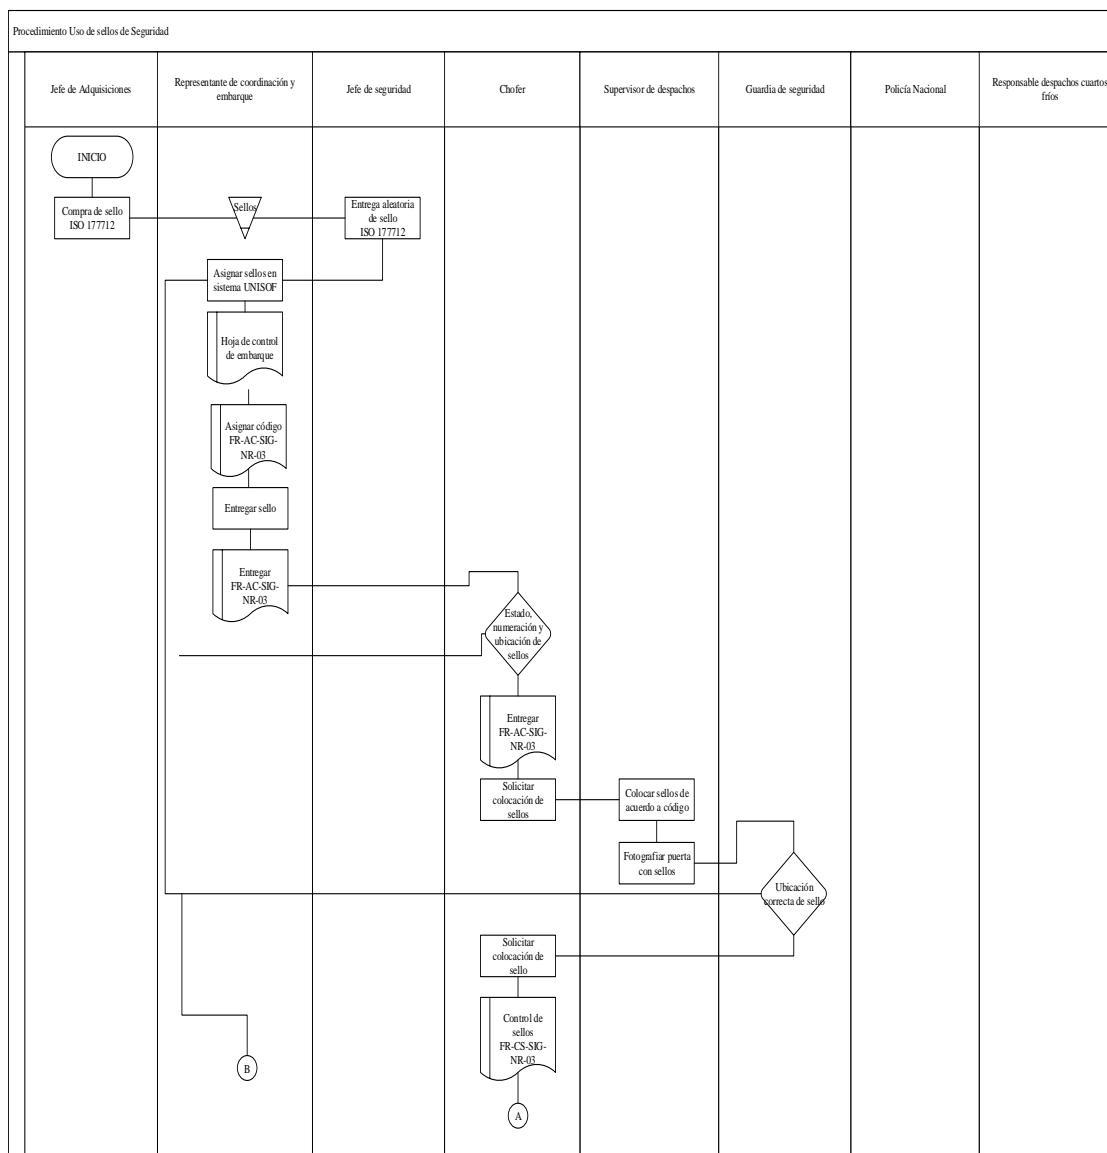 Procedimiento Uso de sellos de Seguridad
Jefe de Adquisiciones
Representante de coordinación y
embarque
Jefe de seguridad
Chofer
Supervisor de despachos
Guardia de seguridad
Policía Nacional
Responsable despachos cuartos
fríos
INICIO
Compra de sello
ISO 177712
Sellos
Entrega aleatoria
de sello
ISO 177712
Asignar sellos en
sistema UNISOF
Hoja de control
de embarque
Asignar código
FR-AC-SIG-
NR-03
Entregar sello
Entregar
FR-AC-SIG-
NR-03
Estado,
numeración y
ubicación de
sellos
Entregar
FR-AC-SIG-
NR-03
Solicitar
colocación de
sellos
Colocar sellos de
acuerdo a código
Fotografiar puerta
con sellos
Ubicación
correcta de sello
Solicitar
colocación de
sello
Control de
sellos
FR-CS-SIG-
NR-03
B
A